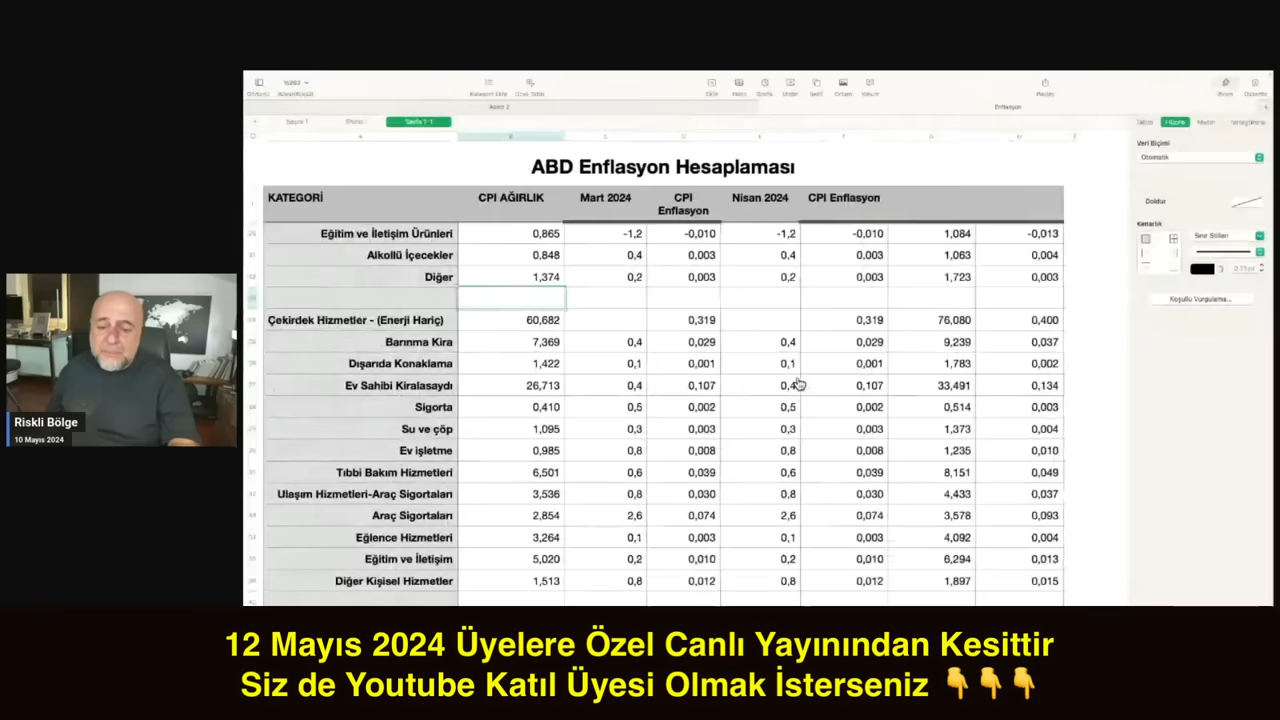 Sayfa 1-1
Enflasyon
ABD Enflasyon Hesaplaması
KATEGORİ CPI AĞIRLIK Mart 2024 CPI Enflasyon Nisan 2024 CPI Enflasyon
Eğitim ve İletişim Ürünleri 0,865 -1,2 -0,010 -1,2 -0,010 1,084 -0,013
Alkollü İçecekler 0,848 0,4 0,003 0,4 0,003 1,063 0,004
Diğer 1,374 0,2 0,003 0,2 0,003 1,723 0,003
Çekirdek Hizmetler - (Enerji Hariç) 60,682 0,319 0,319 76,080 0,400
Barınma Kira 7,369 0,4 0,029 0,4 0,029 9,239 0,037
Dışarıda Konaklama 1,422 0,1 0,001 0,1 0,001 1,783 0,002
Ev Sahibi Kiralasaydı 26,713 0,4 0,107 0,4 0,107 33,491 0,134
Sigorta 0,410 0,5 0,002 0,5 0,002 0,514 0,003
Su ve çöp 1,095 0,3 0,003 0,3 0,003 1,373 0,004
Ev işletme 0,985 0,8 0,008 0,8 0,008 1,235 0,010
Tıbbi Bakım Hizmetleri 6,501 0,6 0,039 0,6 0,039 8,151 0,049
Ulaşım Hizmetleri-Araç Sigortaları 3,536 0,8 0,030 0,8 0,030 4,433 0,037
Araç Sigortaları 2,854 2,6 0,074 2,6 0,074 3,578 0,093
Eğlence Hizmetleri 3,264 0,1 0,003 0,1 0,003 4,092 0,004
Eğitim ve İletişim 5,020 0,2 0,010 0,2 0,010 6,294 0,013
Diğer Kişisel Hizmetler 1,513 0,8 0,012 0,8 0,012 1,897 0,015
Veri Biçimi
Otomatik
Doldur
Kenarlık
Sınır Stilleri
Koşullu Vurgulama...
Riskli Bölge
10 Mayıs 2024
12 Mayıs 2024 Üyelere Özel Canlı Yayınından Kesittir
Siz de Youtube Katıl Üyesi Olmak İsterseniz 👇👇👇